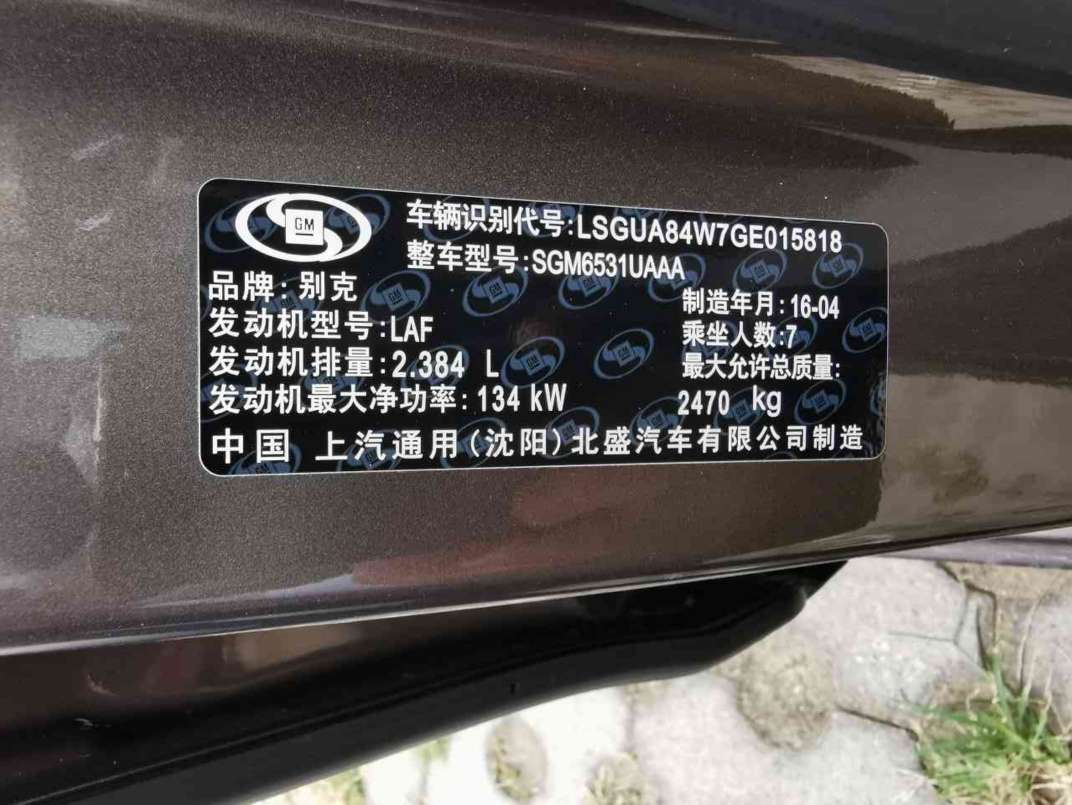 GM
车辆识别代号:LSGUA84W7GE015818
整车型号:SGM6531UAAA
品牌:别克
制造年月:16-04
发动机型号:LAF
乘坐人数:7
发动机排量:2.384 L
最大允许总质量:
发动机最大净功率:134 kW
2470 kg
中国 上汽通用(沈阳)北盛汽车有限公司制造